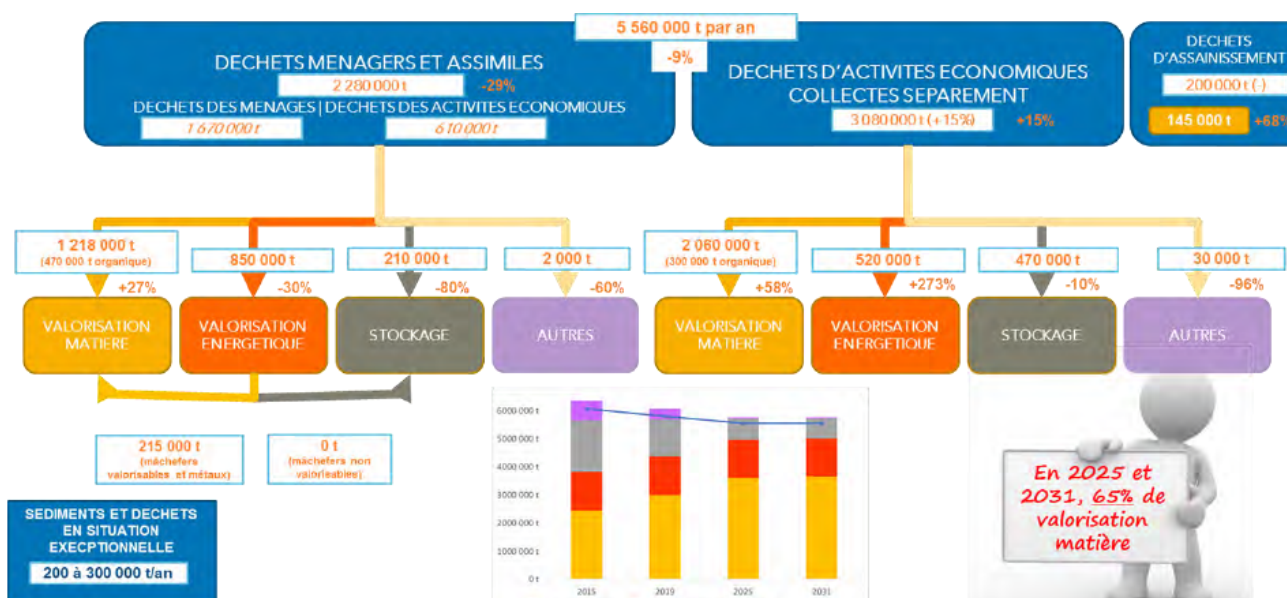 5 560 000 t par an
-9%
DECHETS MENAGERS ET ASSIMILES
2 280 000 t
-29%
DECHETS DES MENAGES | DECHETS DES ACTIVITES ECONOMIQUES
1 670 000 t
610 000 t
DECHETS D'ACTIVITES ECONOMIQUES
COLLECTES SEPAREMENT
3 080 000 t (+15%)
+15%
DECHETS
D'ASSAINISSEMENT
200 000 t (-)
145 000 t
+68%
1 218 000 t
(470 000 t organique)
+27%
VALORISATION
MATIERE
850 000 t
-30%
VALORISATION
ENERGETIQUE
210 000 t
-80%
STOCKAGE
2 000 t
-60%
AUTRES
2 060 000 t
(300 000 t organique)
+58%
VALORISATION
MATIERE
520 000 t
+273%
VALORISATION
ENERGETIQUE
470 000 t
-10%
STOCKAGE
30 000 t
-96%
AUTRES
215 000 t
(mâchefers
valorisables et métaux)
0 t
(mâchefers non
valorisables)
SEDIMENTS ET DECHETS
EN SITUATION
EXECPTIONNELLE
200 à 300 000 t/an
6000 000 t
5000 000 t
4000 000 t
3000 000 t
2000 000 t
1000 000 t
0 t
2015
2019
2025
2031
En 2025 et
2031, 65% de
valorisation
matière